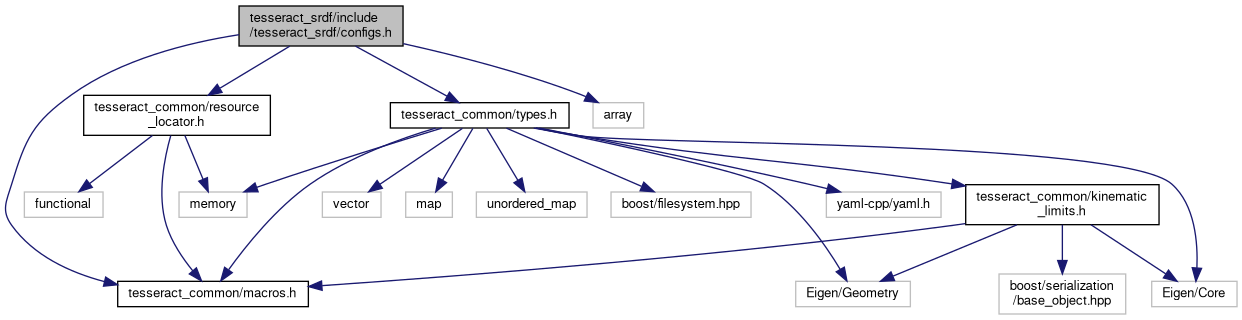 tesseract_srdf/include
/tesseract_srdf/configs.h
tesseract_common/resource
_locator.h
tesseract_common/types.h
array
functional
memory
vector
map
unordered_map
boost/filesystem.hpp
yaml-cpp/yaml.h
tesseract_common/kinematic
_limits.h
tesseract_common/macros.h
Eigen/Geometry
boost/serialization
/base_object.hpp
Eigen/Core